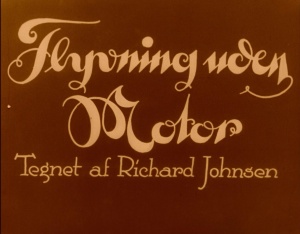 Flyvning uden
Motor
Tegnet af Richard Johnsen